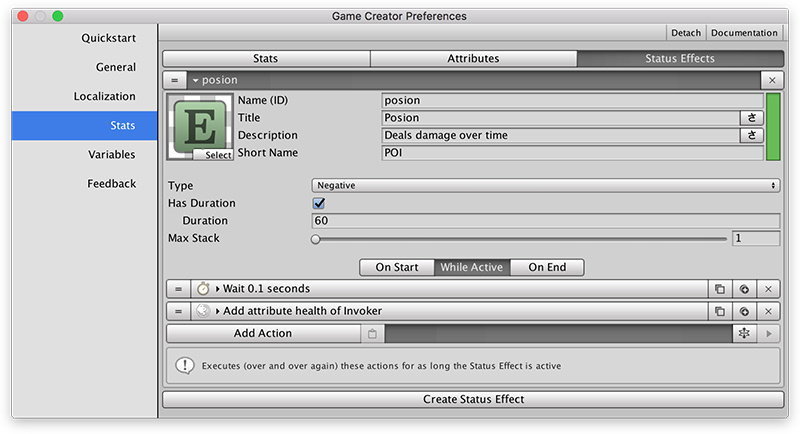 Game Creator Preferences
Detach Documentation
Quickstart
General
Localization
Stats
Variables
Feedback
Stats Attributes Status Effects
= posion ×
E
Select
Name (ID) posion
Title Posion さ
Description Deals damage over time さ
Short Name POI
Type Negative
Has Duration
Duration 60
Max Stack 1
On Start While Active On End
= Wait 0.1 seconds ×
= Add attribute health of Invoker ×
Add Action
Executes (over and over again) these actions for as long the Status Effect is active
Create Status Effect